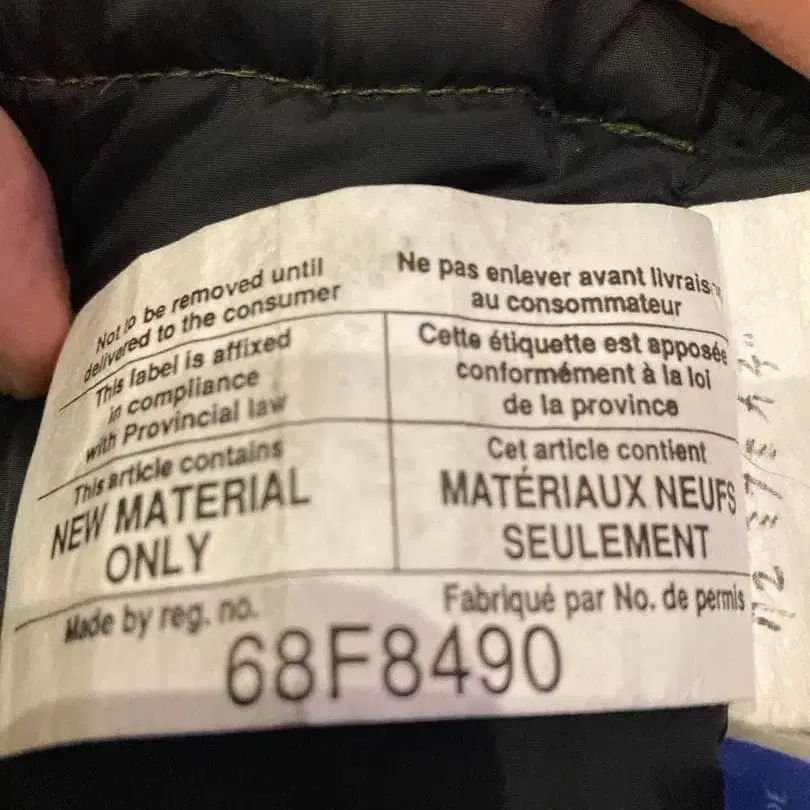 Not to be removed until
delivered to the consumer
Ne pas enlever avant
au consommateur
This label is affixed
in compliance
with Provincial law
Cette étiquette est apposée
conformément à la loi
de la province
This article contains
NEW MATERIAL
ONLY
Cet article contient
MATÉRIAUX NEUFS
SEULEMENT
Made by reg. no.
Fabriqué par No. de permis
68F8490